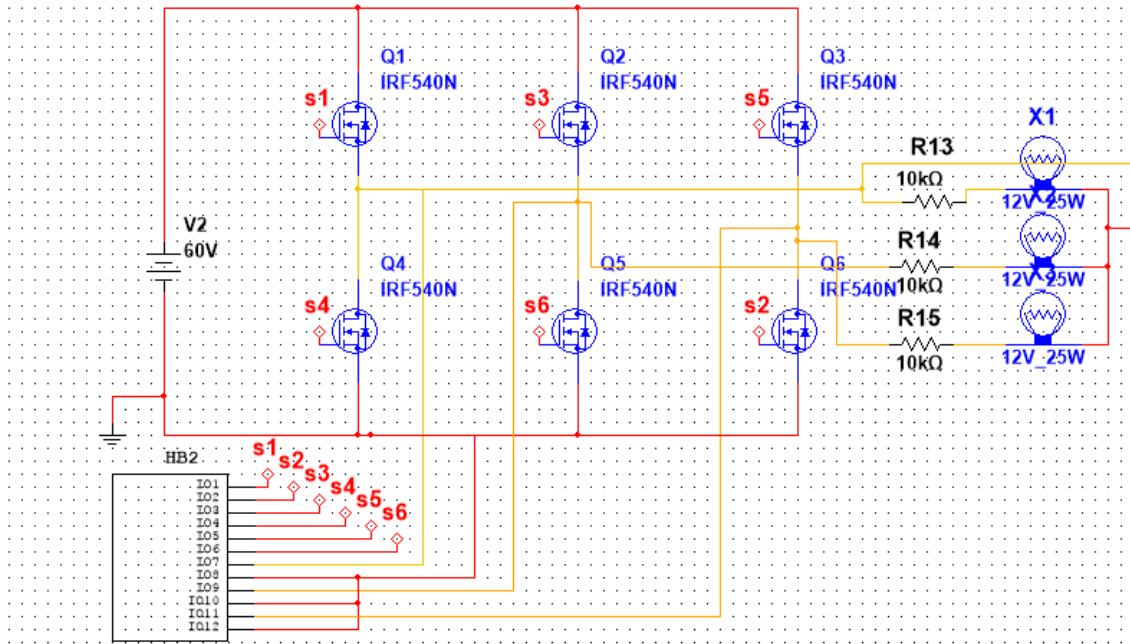 Q1
IRF540N
Q2
IRF540N
Q3
IRF540N
s1
s3
s5
X1
R13
10kΩ
12V_25W
X2
V2
60V
R14
10kΩ
12V_25W
X3
Q4
IRF540N
Q5
IRF540N
Q6
IRF540N
s4
s6
s2
R15
10kΩ
12V_25W
HB2
s1
s2
s3
s4
s5
s6
IO1
IO2
IO3
IO4
IO5
IO6
IO7
IO8
IO9
IO10
IO11
IO12